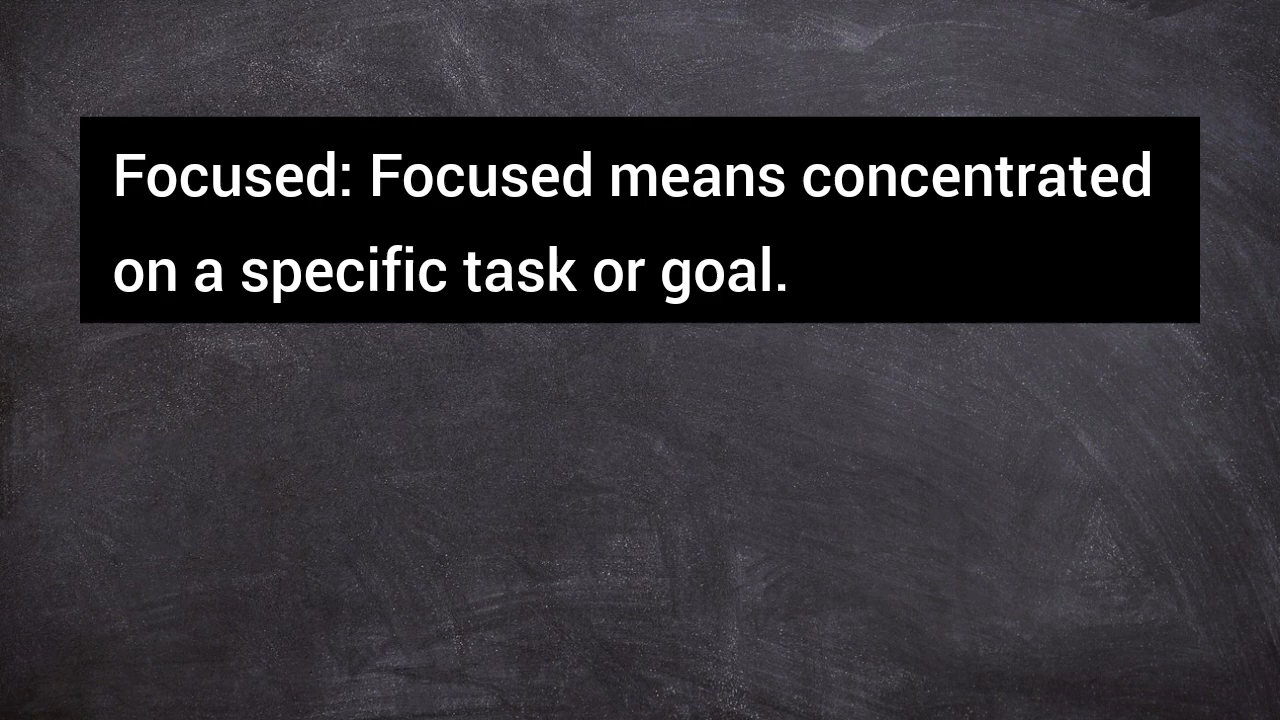 Focused: Focused means concentrated
on a specific task or goal.